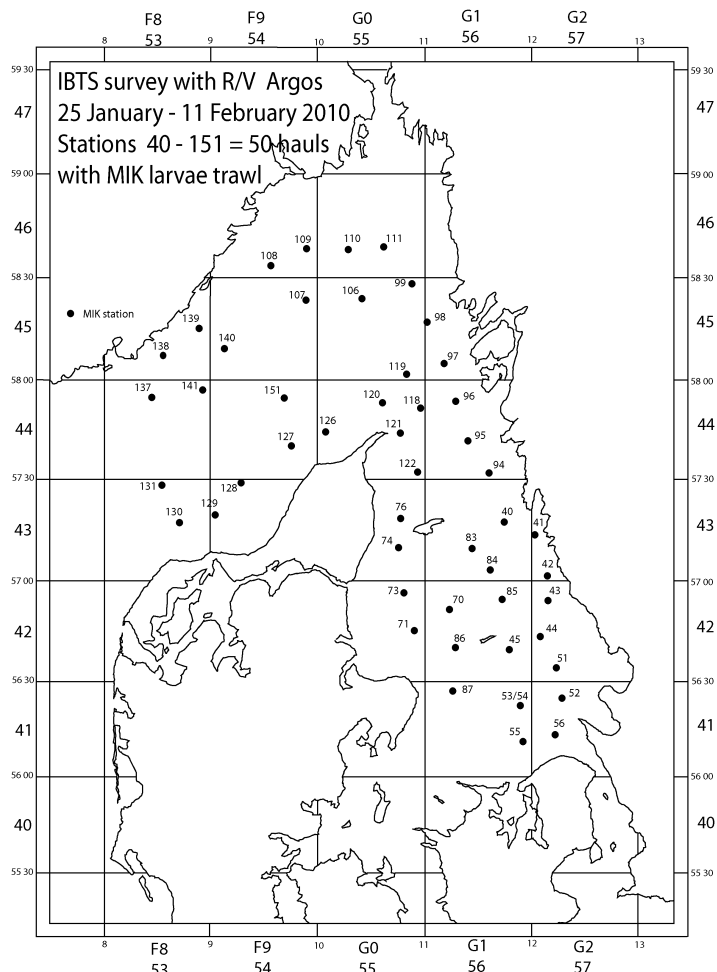 F8 F9 G0 G1 G2
53 54 55 56 57
8 9 10 11 12 13
59 30 59 30
IBTS survey with R/V Argos
25 January - 11 February 2010
47 47
Stations 40 - 151 = 50 hauls
with MIK larvae trawl
59 00 59 00
46 46
109 110 111
108
58 30 58 30
99
107 106
MIK station
139 98
45 45
138 140
97
119
58 00 58 00
137 141 151 120 118 96
126 121
44 44
127 95
122 94
57 30 57 30
131 128
129
130 76 40 41
43 43
74 83
84 42
57 00 57 00
73 70 85 43
71 44
42 42
86 45
51
56 30 56 30
87 53/54 52
41 41
55 56
56 00 56 00
40 40
55 30 55 30
8 9 10 11 12 13
F8 F9 G0 G1 G2
53 54 55 56 57